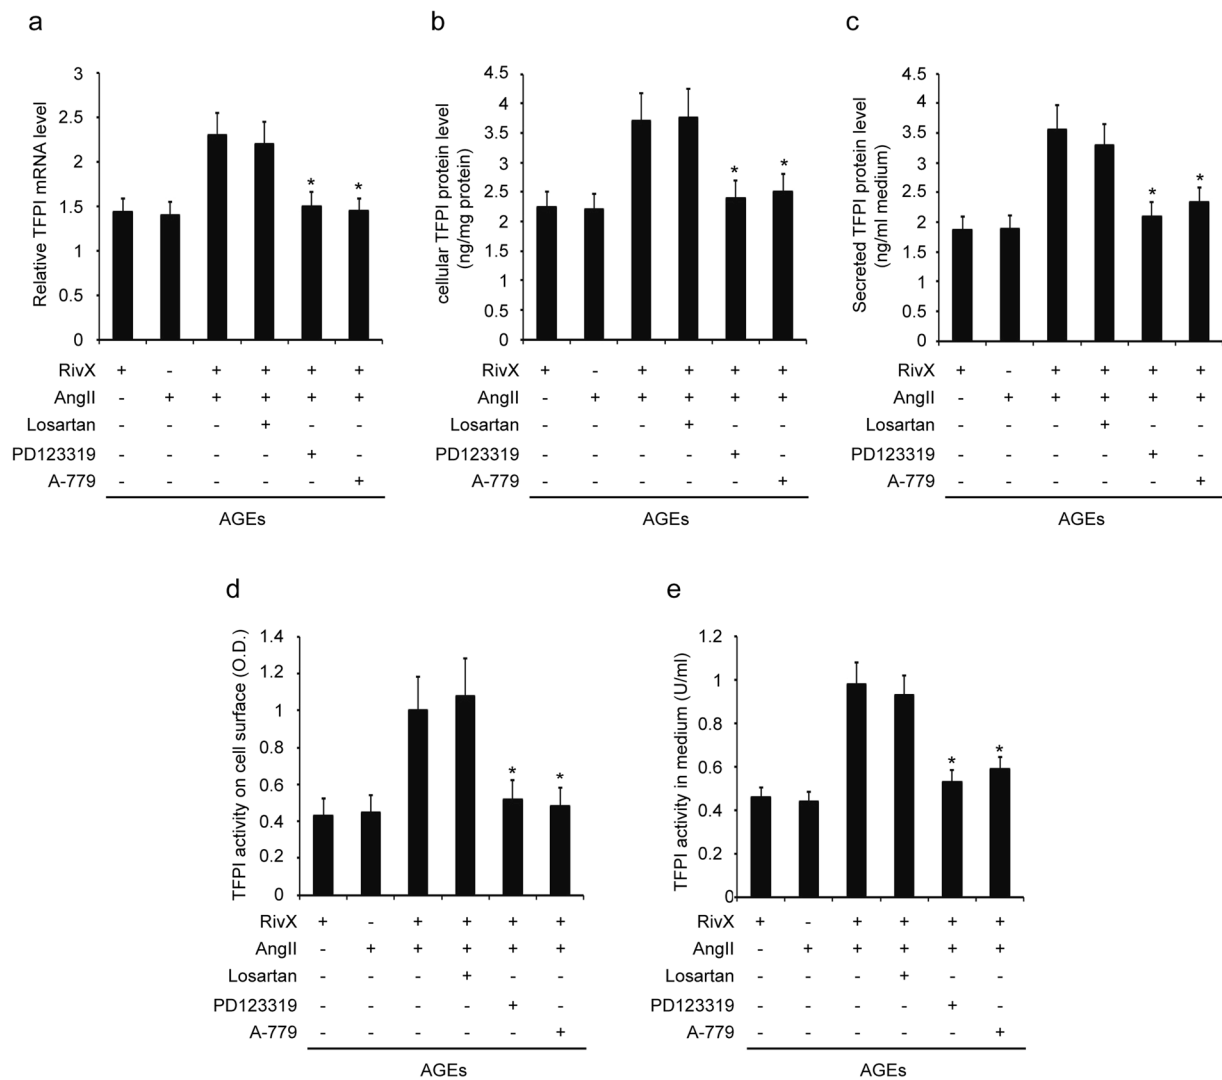 a
Relative TFPI mRNA level
3
2.5
2
1.5
1
0.5
0
* *
RivX + - + + + +
AngII - + + + + +
Losartan - - - + - -
PD123319 - - - - + -
A-779 - - - - - +
AGEs
b
cellular TFPI protein level
(ng/mg protein)
4.5
4
3.5
3
2.5
2
1.5
1
0.5
0
* *
RivX + - + + + +
AngII - + + + + +
Losartan - - - + - -
PD123319 - - - - + -
A-779 - - - - - +
AGEs
c
Secreted TFPI protein level
(ng/ml medium)
4.5
4
3.5
3
2.5
2
1.5
1
0.5
0
* *
RivX + - + + + +
AngII - + + + + +
Losartan - - - + - -
PD123319 - - - - + -
A-779 - - - - - +
AGEs
d
TFPI activity on cell surface (O.D.)
1.4
1.2
1
0.8
0.6
0.4
0.2
0
* *
RivX + - + + + +
AngII - + + + + +
Losartan - - - + - -
PD123319 - - - - + -
A-779 - - - - - +
AGEs
e
TFPI activity in medium (U/ml)
1.2
1
0.8
0.6
0.4
0.2
0
* *
RivX + - + + + +
AngII - + + + + +
Losartan - - - + - -
PD123319 - - - - + -
A-779 - - - - - +
AGEs